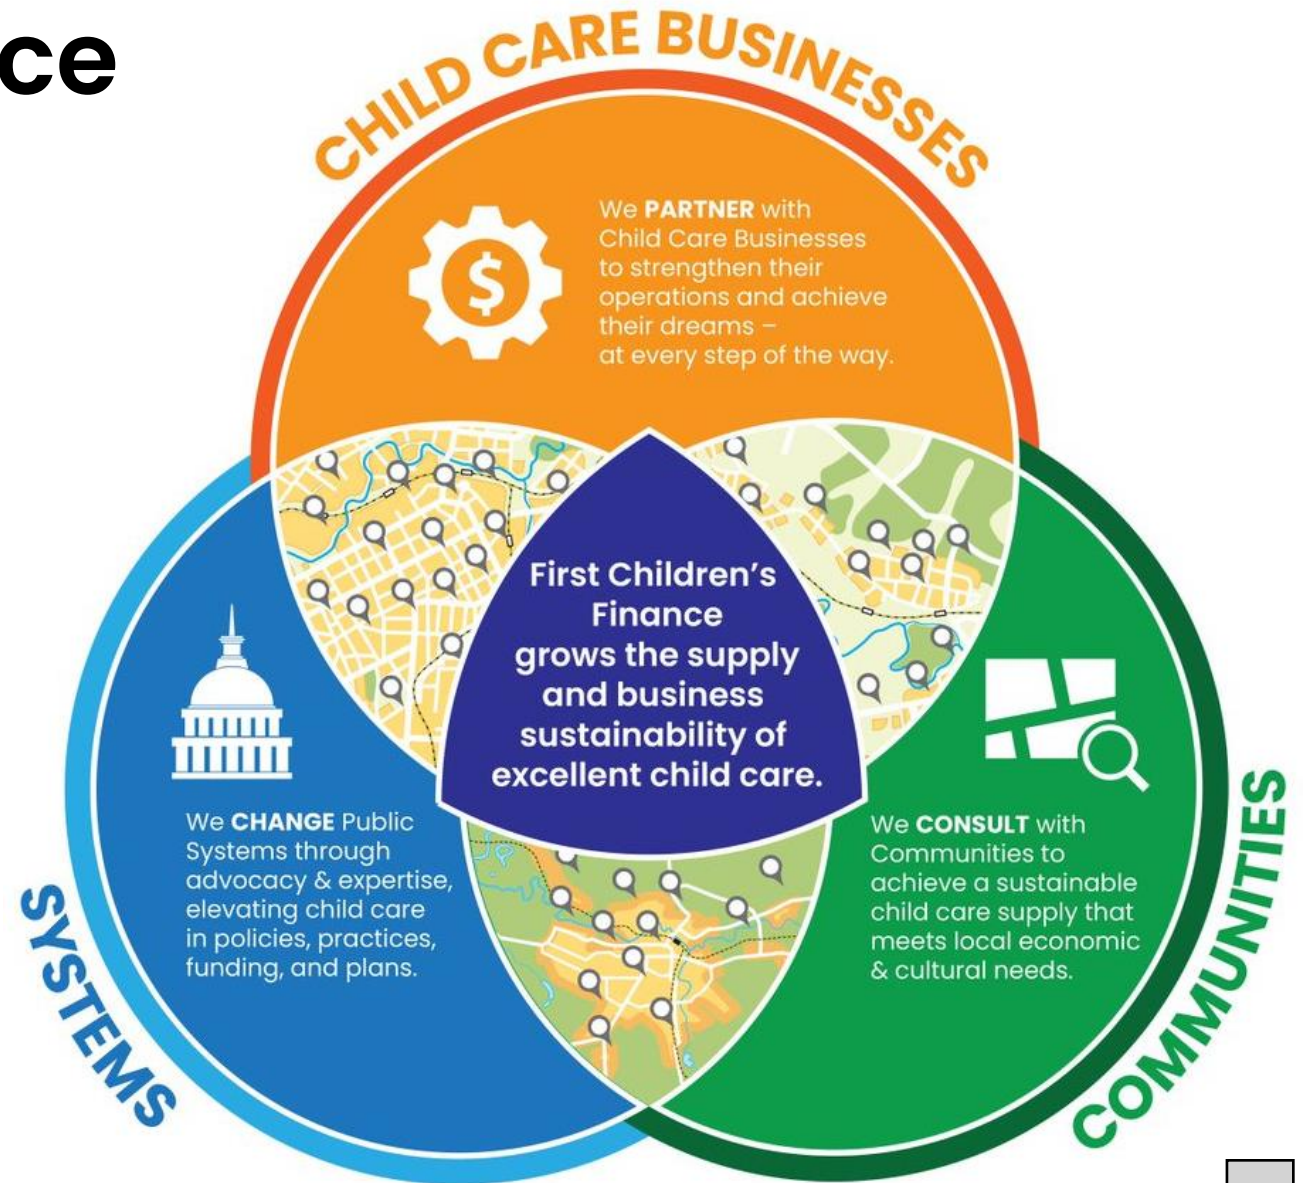 ce
CHILD CARE BUSINESSES
We PARTNER with
Child Care Businesses
to strengthen their
operations and achieve
their dreams –
at every step of the way.
$
First Children’s
Finance
grows the supply
and business
sustainability of
excellent child care.
We CHANGE Public
Systems through
advocacy & expertise,
elevating child care
in policies, practices,
funding, and plans.
SYSTEMS
We CONSULT with
Communities to
achieve a sustainable
child care supply that
meets local economic
& cultural needs.
COMMUNITIES